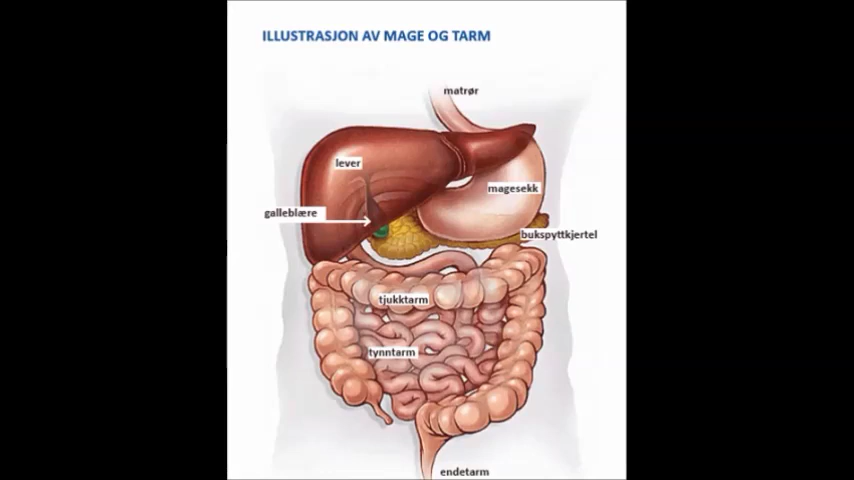 ILLUSTRASJON AV MAGE OG TARM
matrør
lever
magesekk
galleblære
bukspyttkjertel
tjukktarm
tynntarm
endetarm